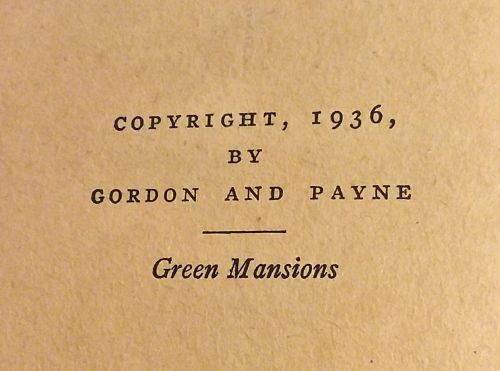 COPYRIGHT, 1936,
BY
GORDON AND PAYNE
Green Mansions